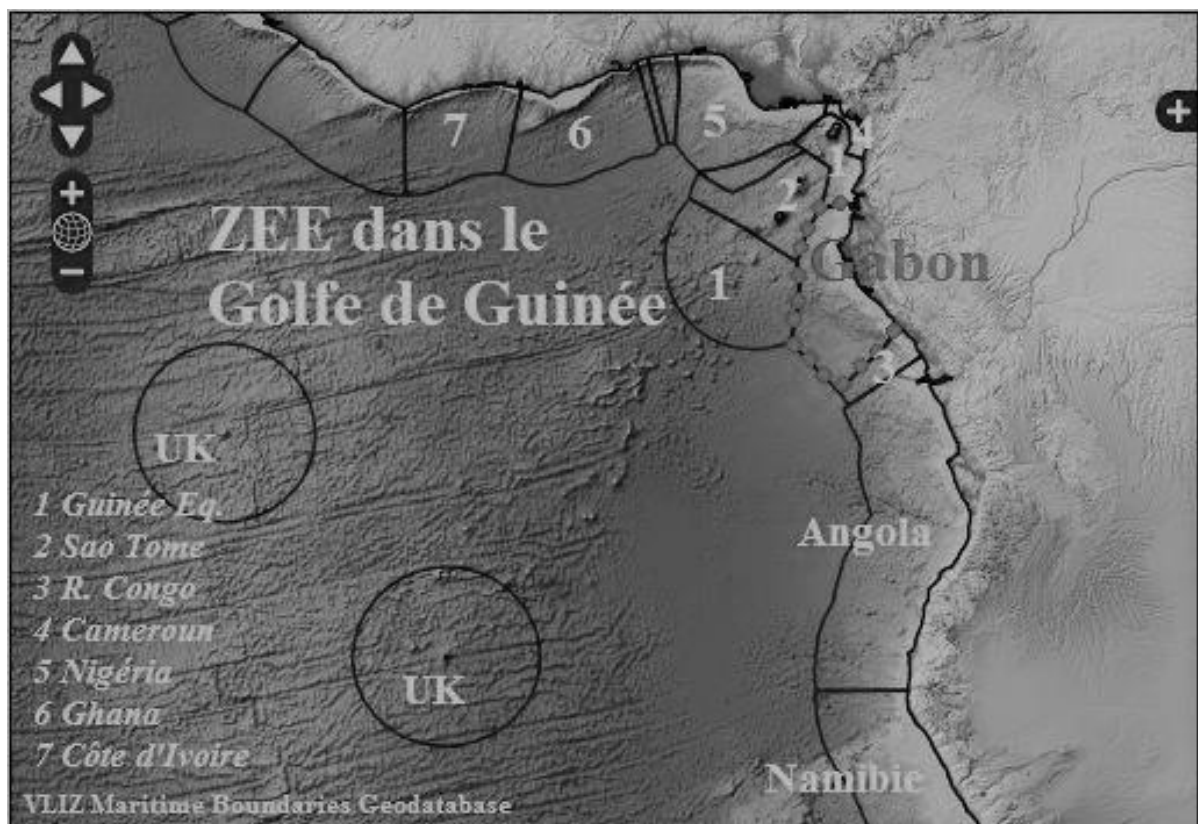 7
6
5
4
1
2
ZEE dans le
Golfe de Guinée
Gabon
1
3
UK
1 Guinée Eq.
2 Sao Tome
3 R. Congo
4 Cameroun
5 Nigéria
6 Ghana
7 Côte d'Ivoire
UK
Angola
Namibie
VLIZ Maritime Boundaries Geodatabase